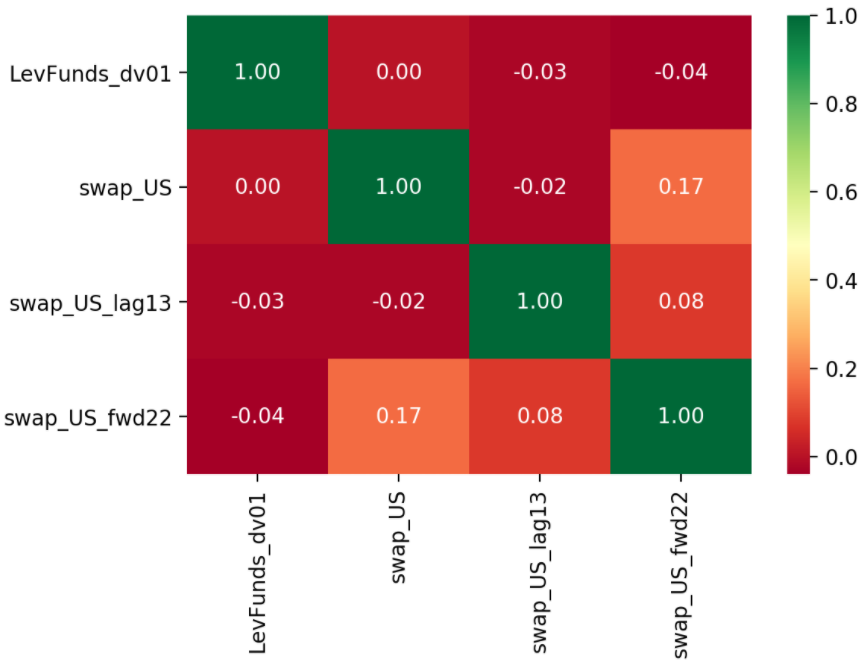 LevFunds_dv01 1.00 0.00 -0.03 -0.04
swap_US 0.00 1.00 -0.02 0.17
swap_US_lag13 -0.03 -0.02 1.00 0.08
swap_US_fwd22 -0.04 0.17 0.08 1.00
LevFunds_dv01
swap_US
swap_US_lag13
swap_US_fwd22
1.0
0.8
0.6
0.4
0.2
0.0